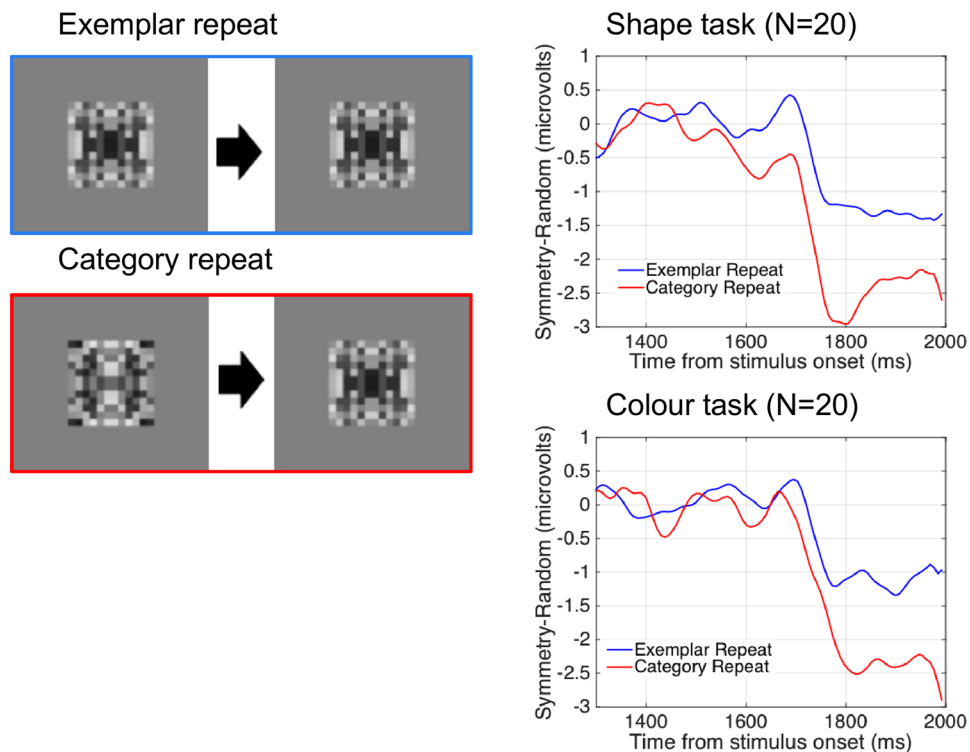 Exemplar repeat
Category repeat
Shape task (N=20)
Symmetry-Random (microvolts)
1
0.5
0
-0.5
-1
-1.5
-2
-2.5
-3
Exemplar Repeat
Category Repeat
1400 1600 1800 2000
Time from stimulus onset (ms)
Colour task (N=20)
Symmetry-Random (microvolts)
1
0.5
0
-0.5
-1
-1.5
-2
-2.5
-3
Exemplar Repeat
Category Repeat
1400 1600 1800 2000
Time from stimulus onset (ms)